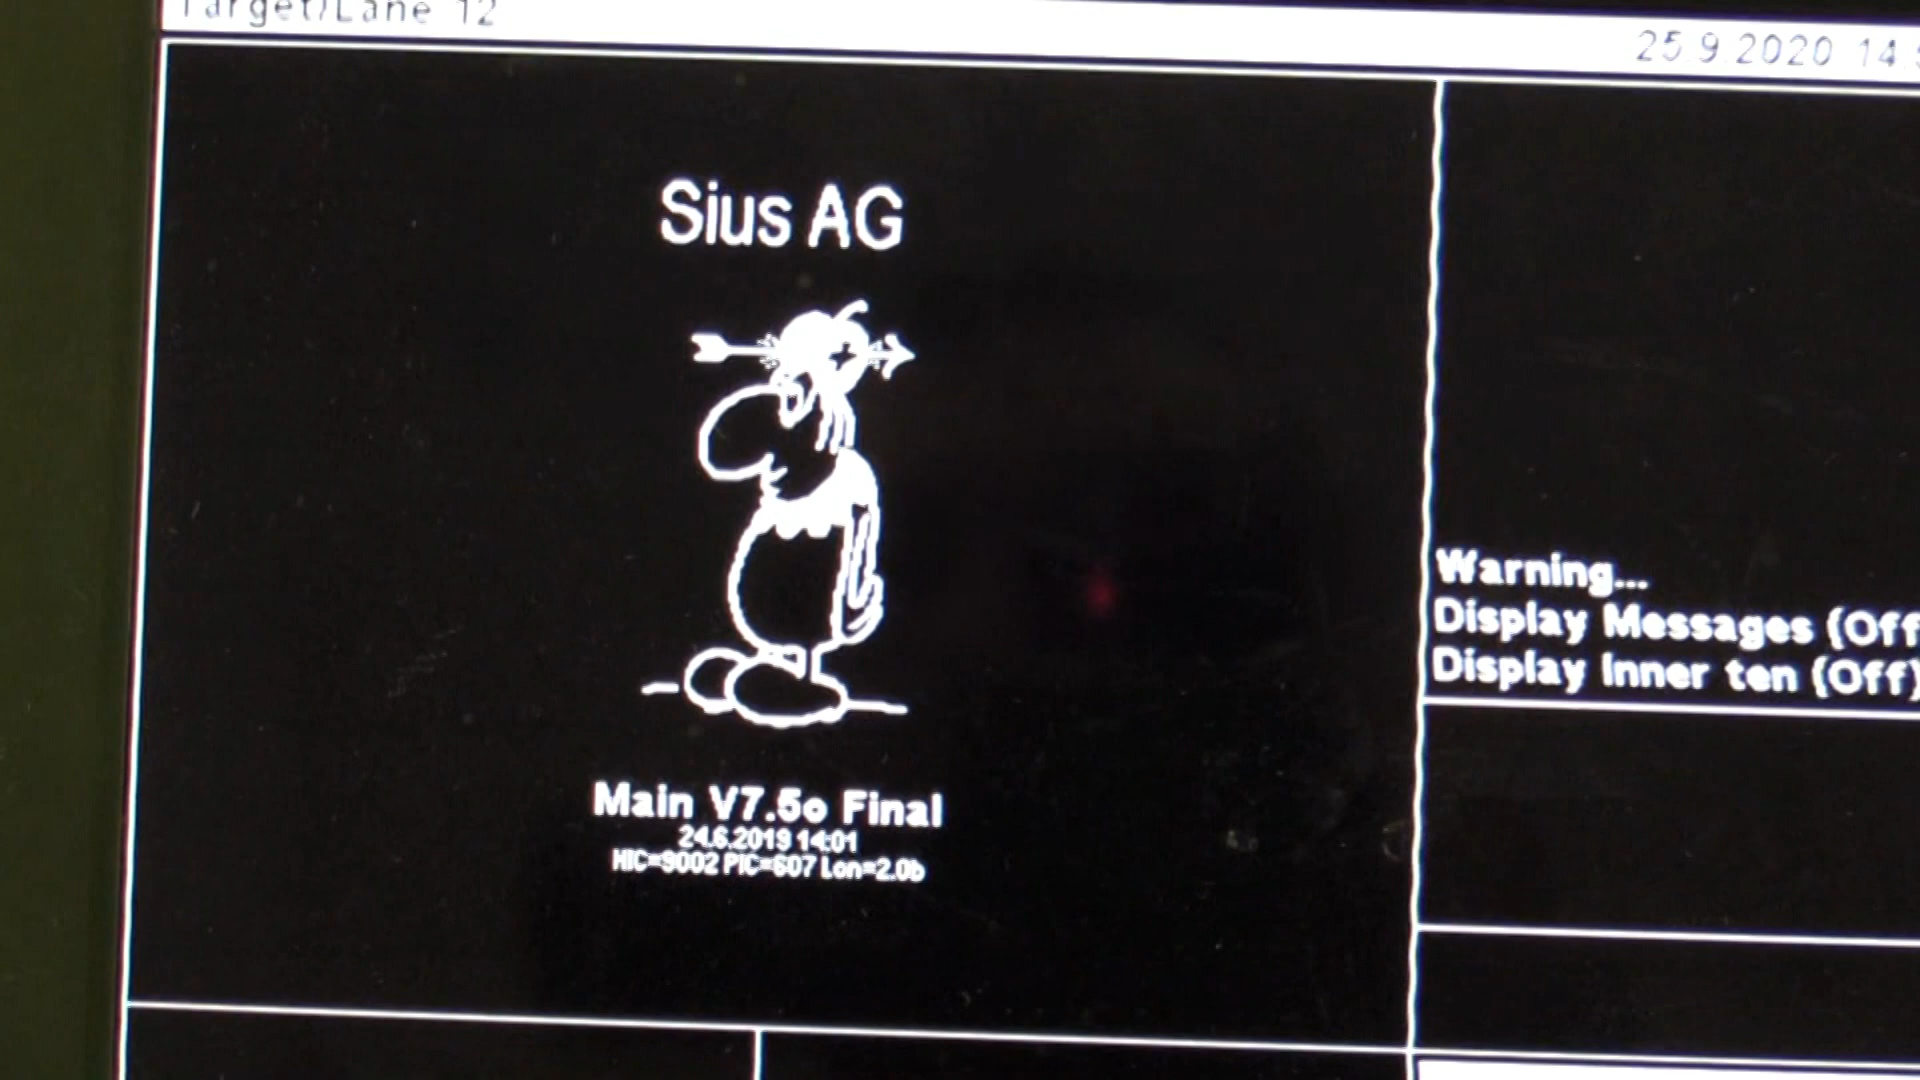 Target/Lane 12
25.9.2020 14:
Sius AG
Warning...
Display Messages (Off
Display Inner ten (Off)
Main V7.5o Final
24.6.2019 14:01
HIC=9002 PIC=607 Lon=2.0b